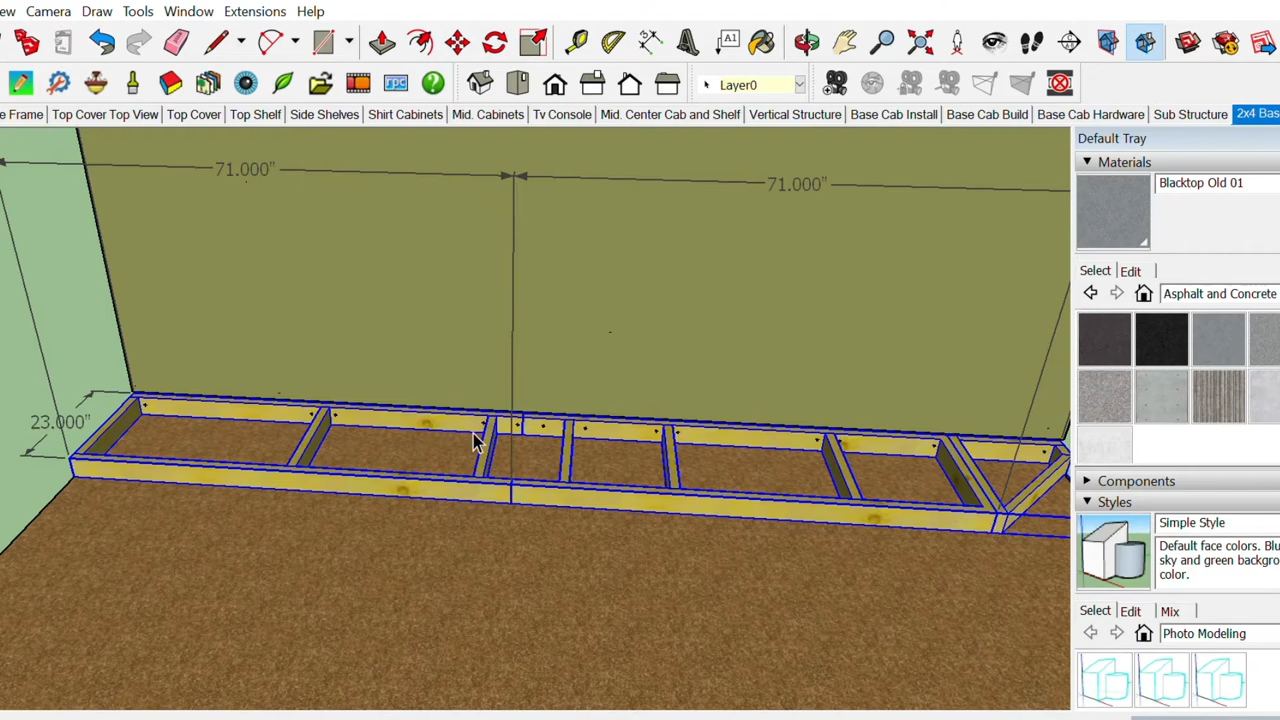 ew Camera Draw Tools Window Extensions Help
A1
rpc ? Layer0
e Frame Top Cover Top View Top Cover Top Shelf Side Shelves Shirt Cabinets Mid. Cabinets Tv Console Mid. Center Cab and Shelf Vertical Structure Base Cab Install Base Cab Build Base Cab Hardware Sub Structure 2x4 Bas
Default Tray
Materials
Blacktop Old 01
71.000"
71.000"
Select Edit
Asphalt and Concrete
23.000"
Components
Styles
Simple Style
Default face colors. Blu
sky and green backgro
color.
Select Edit Mix
Photo Modeling